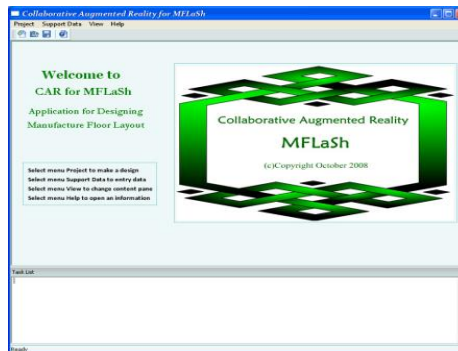 Collaborative Augmented Reality for MFLaSh
Project Support Data View Help
Welcome to
CAR for MFLaSh
Application for Designing
Manufacture Floor Layout
Select menu Project to make a design
Select menu Support Data to entry data
Select menu View to change content pane
Select menu Help to open an information
Collaborative Augmented Reality
MFLaSh
(c)Copyright October 2008
Task List
Ready